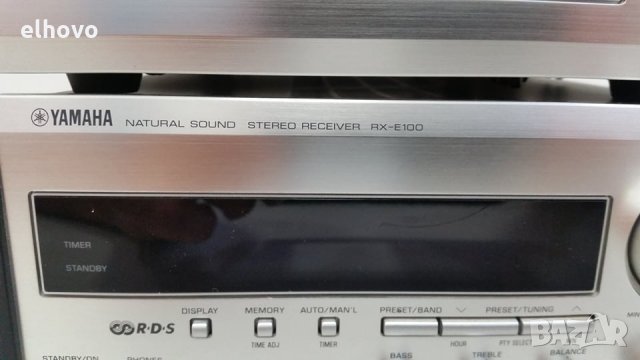 elhovo
YAMAHA NATURAL SOUND STEREO RECEIVER RX-E100
TIMER
STANDBY
R·D·S DISPLAY MEMORY AUTO/MAN'L PRESET/BAND PRESET/TUNING
TIME ADJ TIMER HOUR PTY SELECT
STANDBY/ON PHONES BASS TREBLE BALANCE
BAZAR